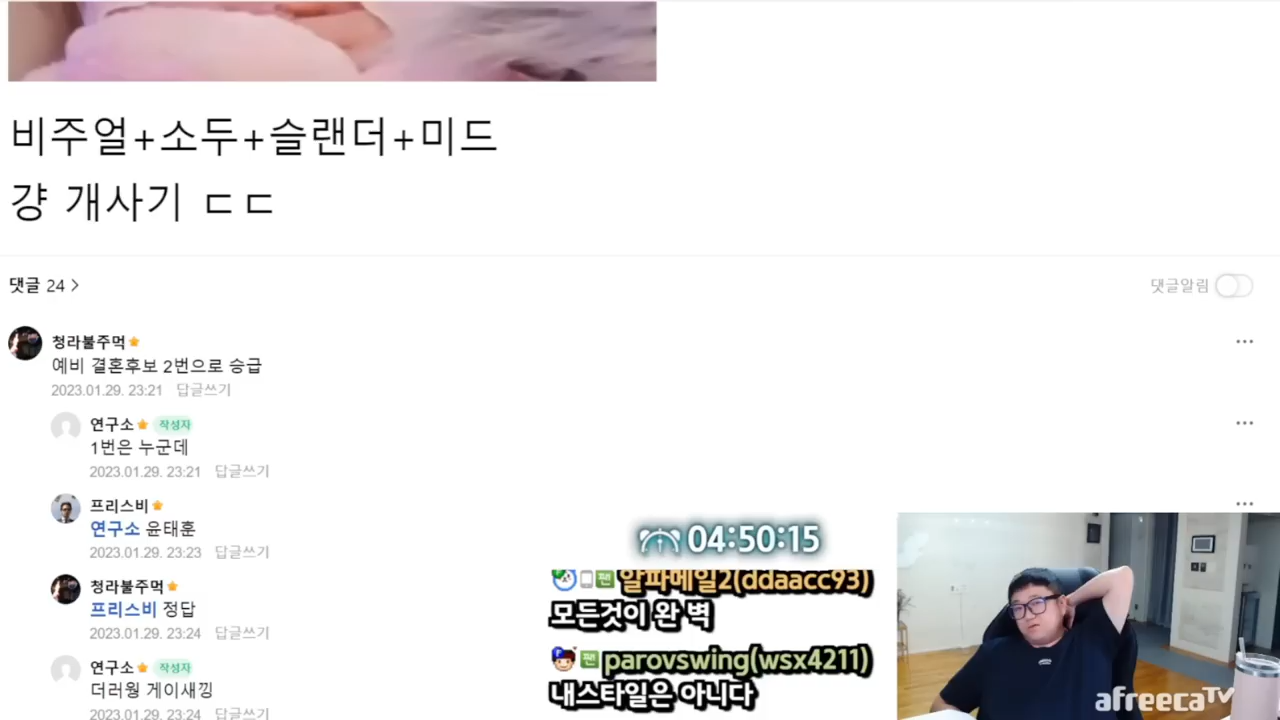 비주얼+소두+슬랜더+미드
걍 개사기 ㄷㄷ
댓글 24 >
댓글알림
청라불주먹
예비 결혼후보 2번으로 승급
2023.01.29. 23:21 답글쓰기
연구소 작성자
1번은 누군데
2023.01.29. 23:21 답글쓰기
프리스비
연구소 윤태훈
2023.01.29. 23:23 답글쓰기
청라불주먹
프리스비 정답
2023.01.29. 23:24 답글쓰기
연구소 작성자
더러웡 게이새낑
2023.01.29. 23:24 답글쓰기
04:50:15
팬 알파메일2(ddaacc93)
모든것이 완 벽
팬 parovswing(wsx4211)
내스타일은 아니다
afreecaTV